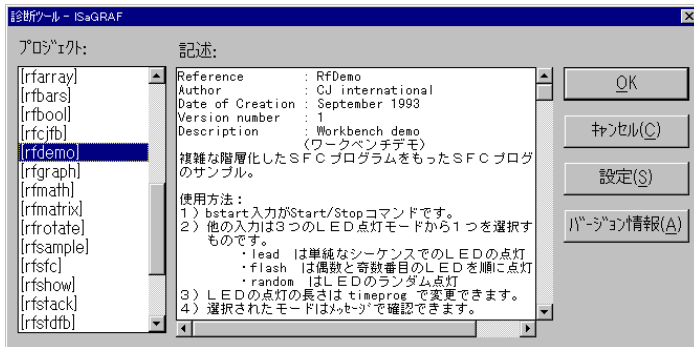 診断ツール - ISaGRAF
プロジェクト:
[rfarray]
[rfbars]
[rfbool]
[rfcjfb]
[rfdemo]
[rfgraph]
[rfmath]
[rfmatrix]
[rfrotate]
[rfsample]
[rfsfc]
[rfshow]
[rfstack]
[rfstdfb]
記述:
Reference : RfDemo
Author : CJ international
Date of Creation : September 1993
Version number : 1
Description : Workbench demo
(ワークベンチデモ)
複雑な階層化したSFCプログラムをもったSFCプログ
のサンプル。
使用方法:
1)bstart入力がStart/Stopコマンドです。
2)他の入力は3つのLED点灯モードから1つを選択す
ものです。
・lead は単純なシーケンスでのLEDの点灯
・flash は偶数と奇数番目のLEDを順に点灯
・random はLEDのランダム点灯
3)LEDの点灯の長さは timeprog で変更できます。
4)選択されたモードはメッセージで確認できます。
OK
キャンセル(C)
設定(S)
バージョン情報(A)